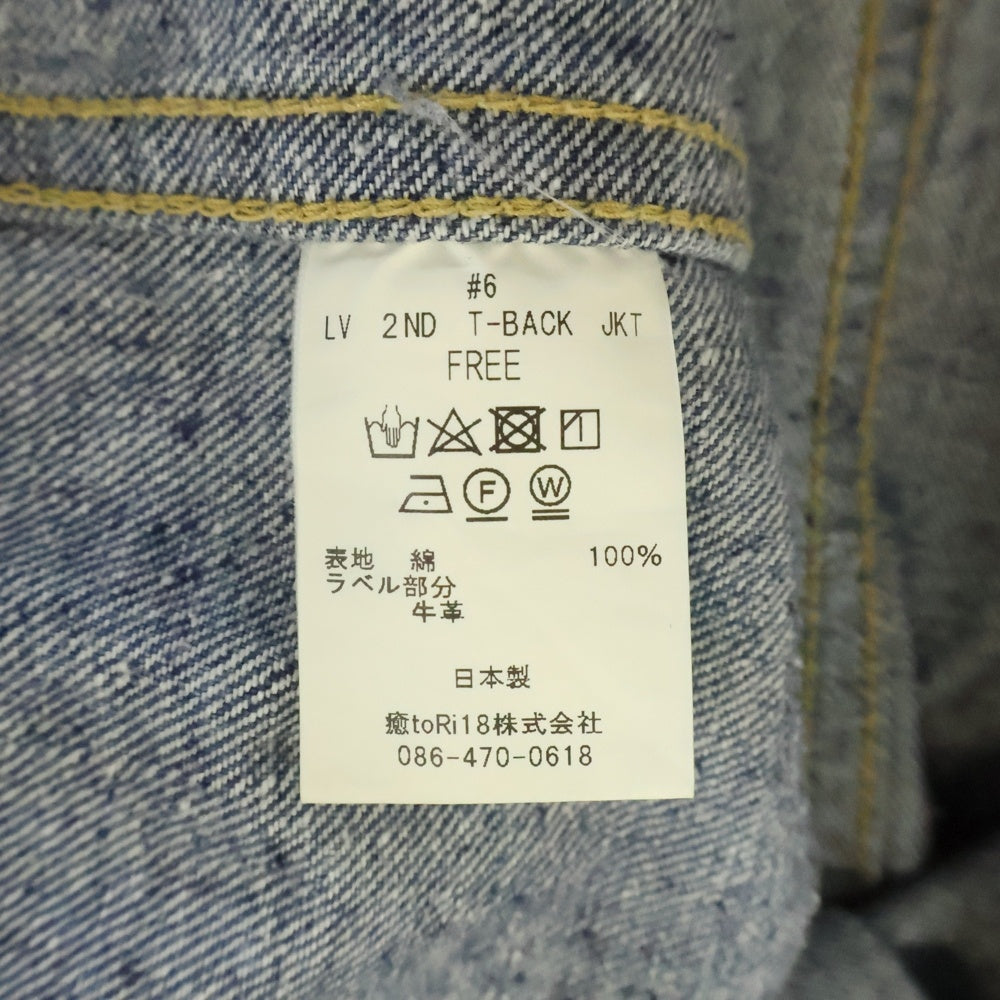 #6
LV 2ND T-BACK JKT
FREE
F W
表地 綿 100%
ラベル部分
牛革
日本製
癒toRi18株式会社
086-470-0618